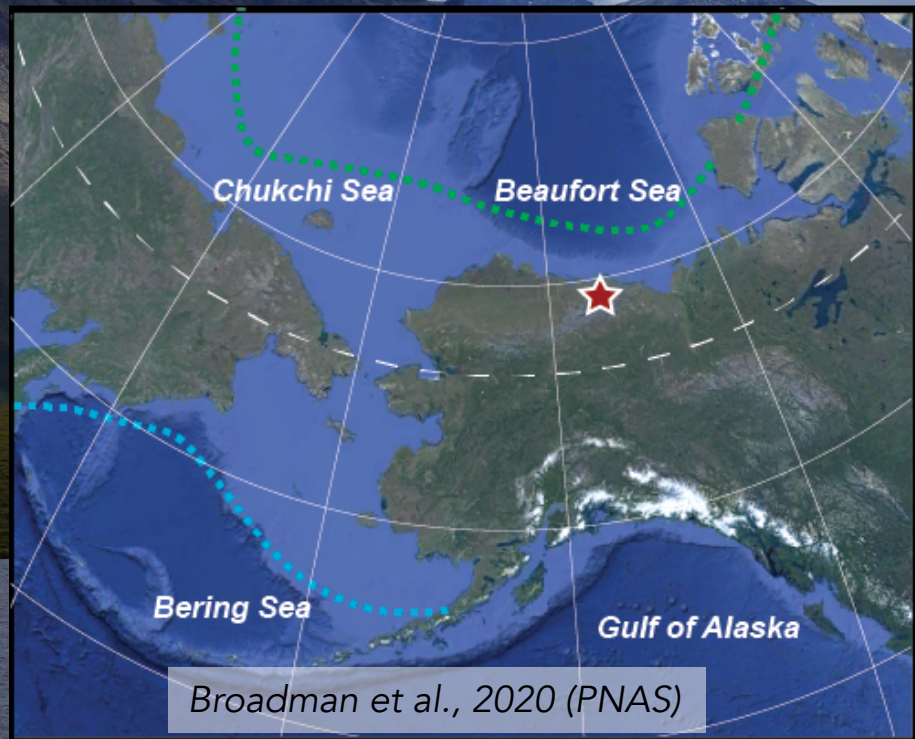 Chukchi Sea
Beaufort Sea
Bering Sea
Gulf of Alaska
Broadman et al., 2020 (PNAS)